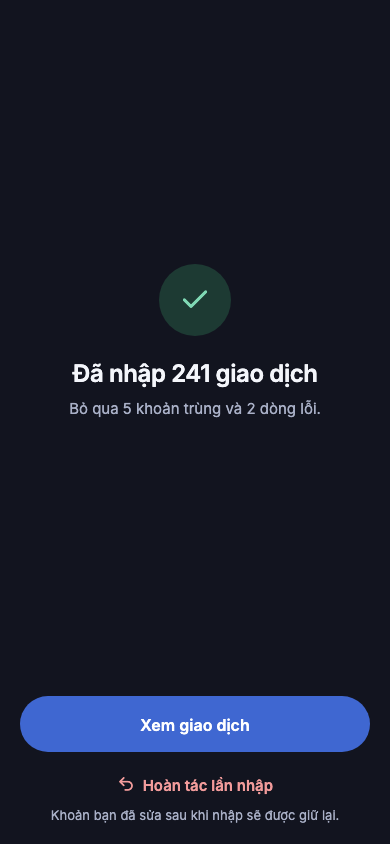 Đã nhập 241 giao dịch
Bỏ qua 5 khoản trùng và 2 dòng lỗi.
Xem giao dịch
Hoàn tác lần nhập
Khoản bạn đã sửa sau khi nhập sẽ được giữ lại.